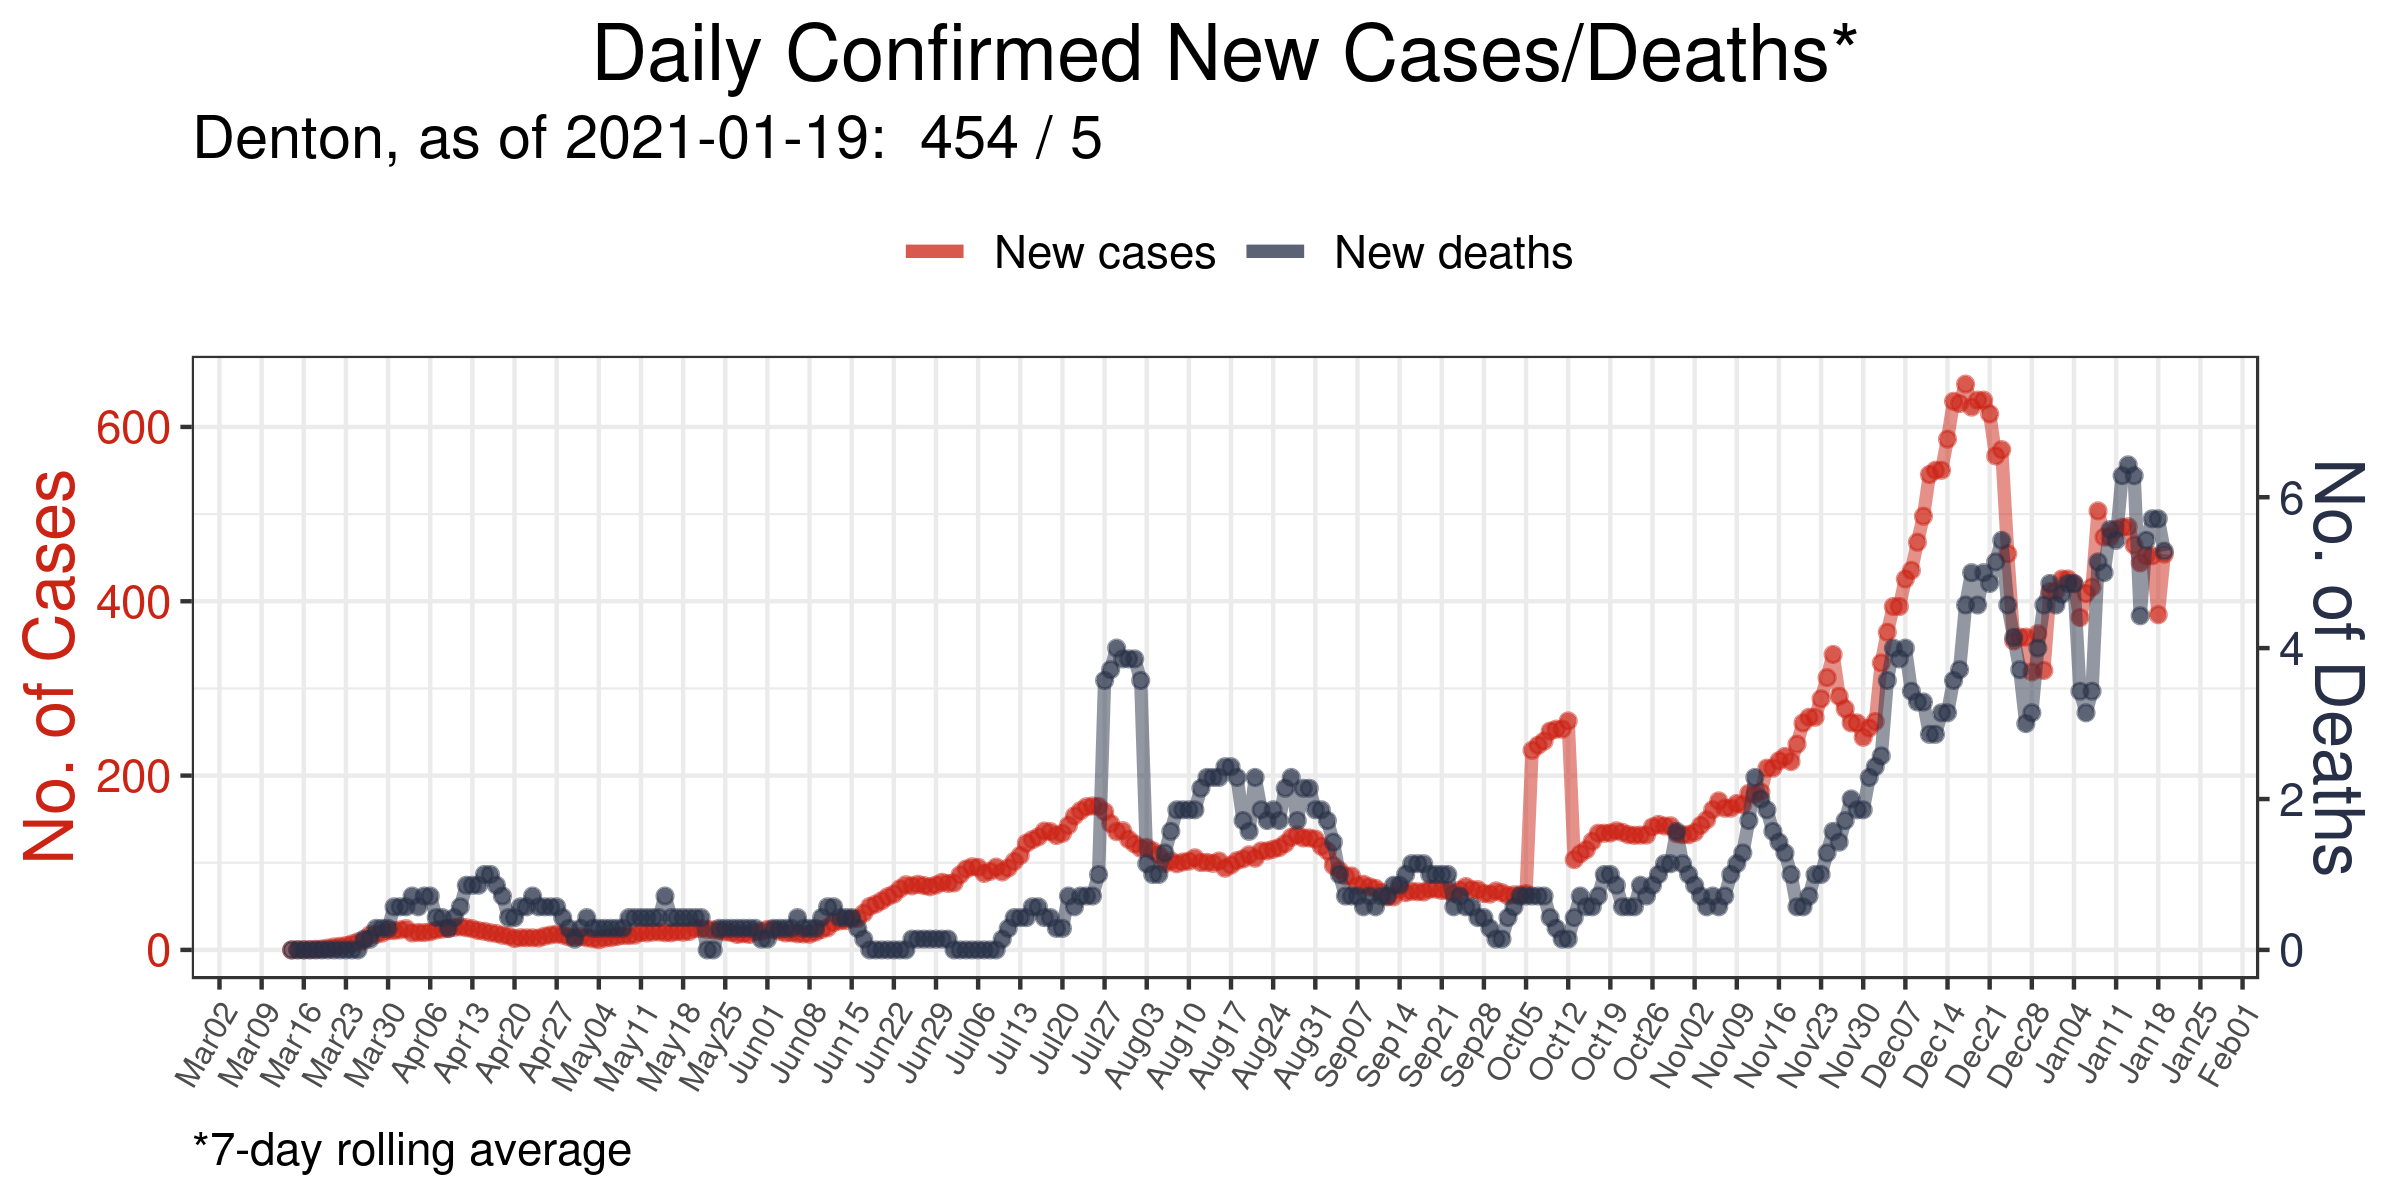 Daily Confirmed New Cases/Deaths*
Denton, as of 2021-01-19:  454 / 5
New cases
New deaths
No. of Cases
600
400
200
0
No. of Deaths
6
4
2
0
Mar02
Mar09
Mar16
Mar23
Mar30
Apr06
Apr13
Apr20
Apr27
May04
May11
May18
May25
Jun01
Jun08
Jun15
Jun22
Jun29
Jul06
Jul13
Jul20
Jul27
Aug03
Aug10
Aug17
Aug24
Aug31
Sep07
Sep14
Sep21
Sep28
Oct05
Oct12
Oct19
Oct26
Nov02
Nov09
Nov16
Nov23
Nov30
Dec07
Dec14
Dec21
Dec28
Jan04
Jan11
Jan18
Jan25
Feb01
*7-day rolling average